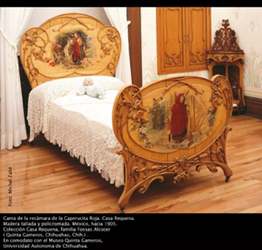 Foto: Michel Zabé
Cama de la recámara de la Caperucita Roja. Casa Requena.
Madera tallada y policromada. México, hacia 1905.
Colección Casa Requena, familia Fossas Alcocer
( Quinta Gameros, Chihuahua, Chih.)
En comodato con el Museo Quinta Gameros,
Universidad Autónoma de Chihuahua.